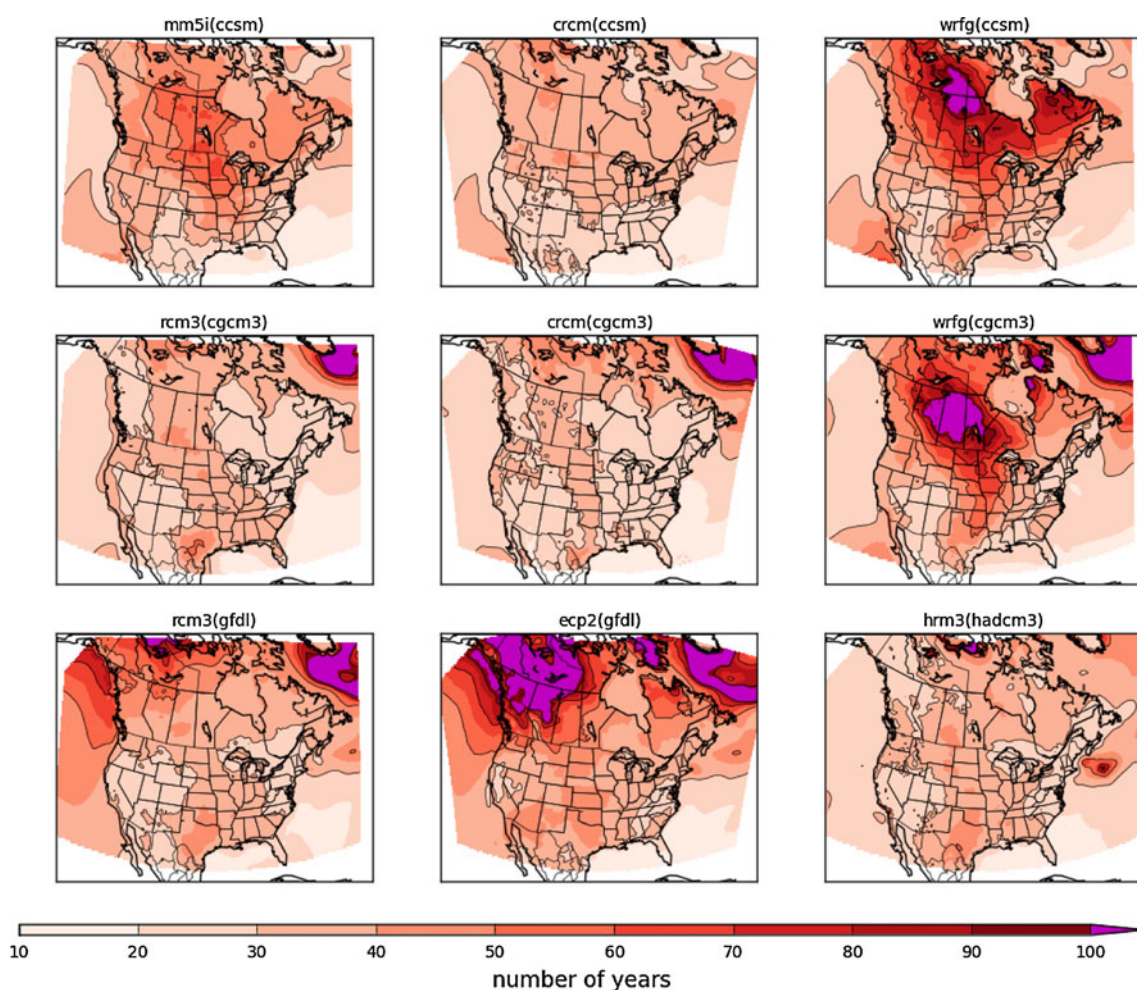 mm5i(ccsm) crcm(ccsm) wrfg(ccsm)
rcm3(cgcm3) crcm(cgcm3) wrfg(cgcm3)
rcm3(gfdl) ecp2(gfdl) hrm3(hadcm3)
10 20 30 40 50 60 70 80 90 100
number of years